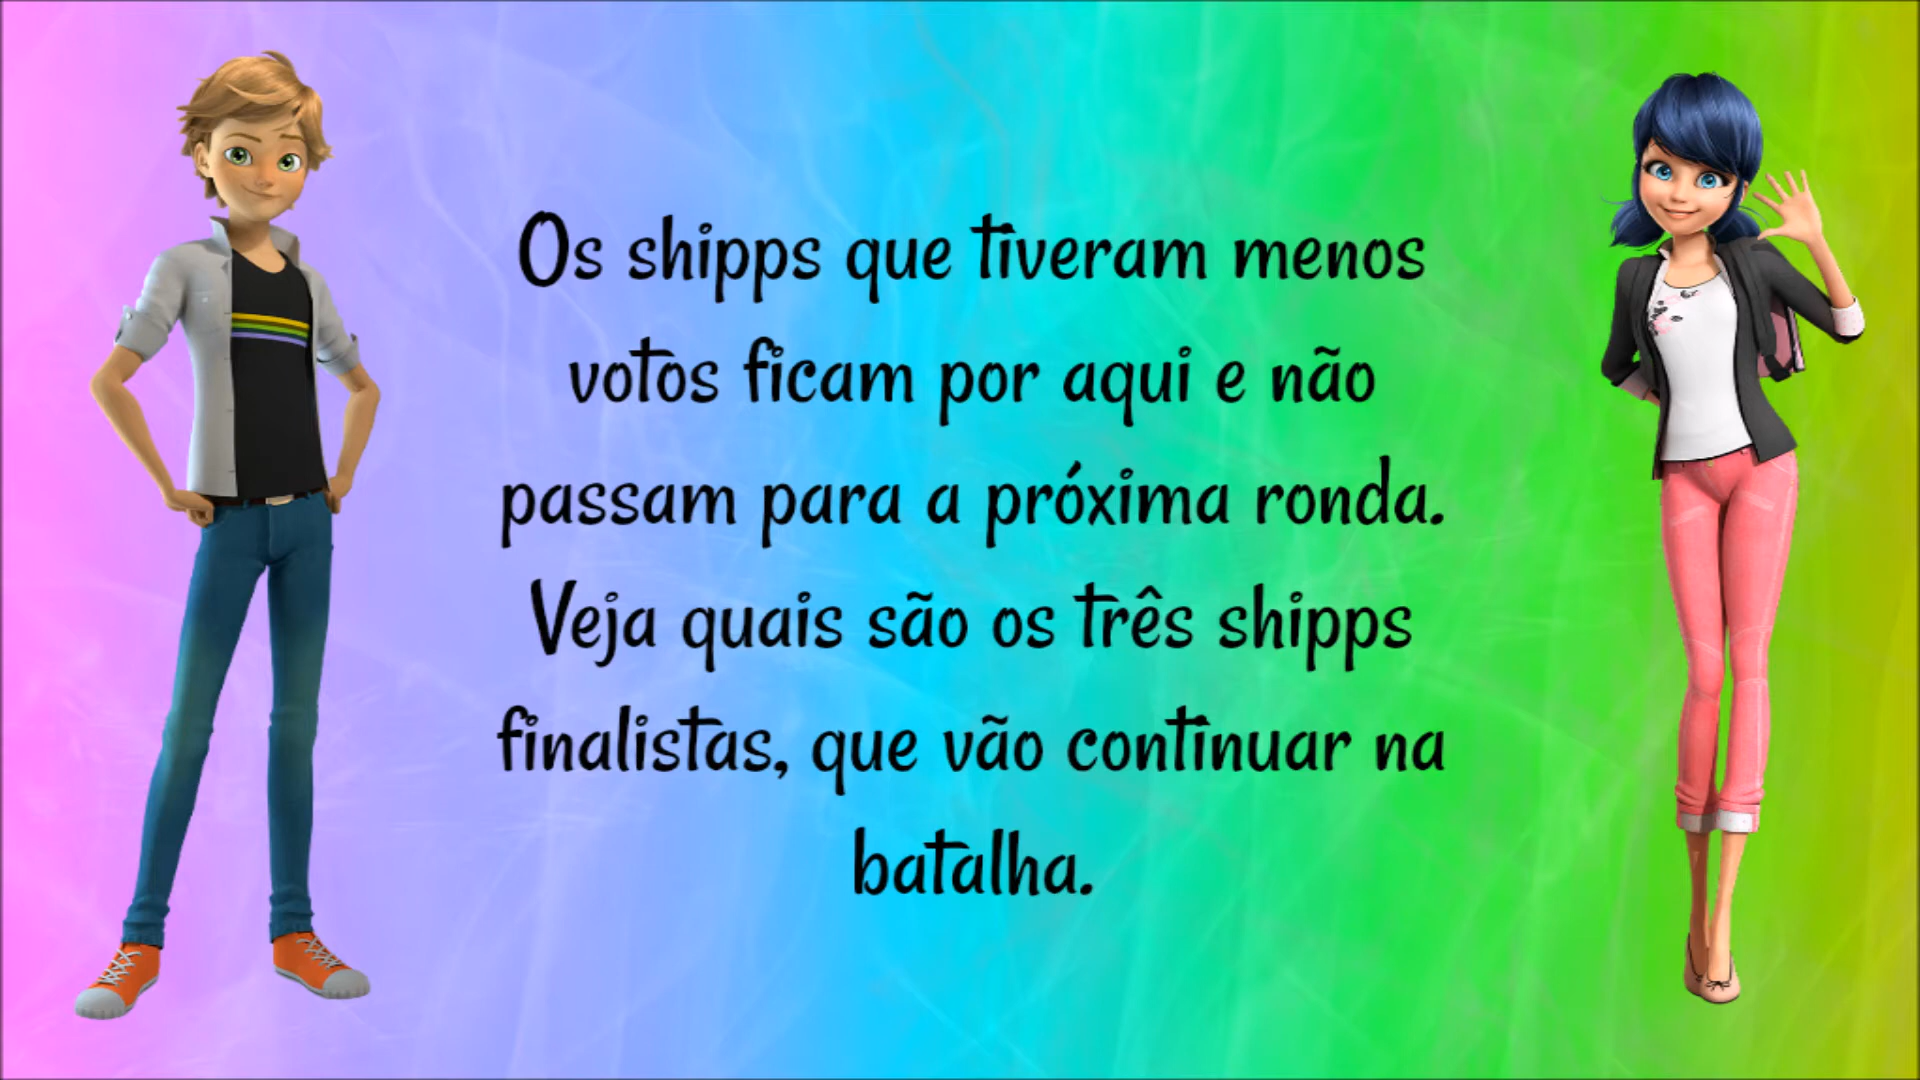 Os shipps que tiveram menos
votos ficam por aqui e não
passam para a próxima ronda.
Veja quais são os três shipps
finalistas, que vão continuar na
batalha.